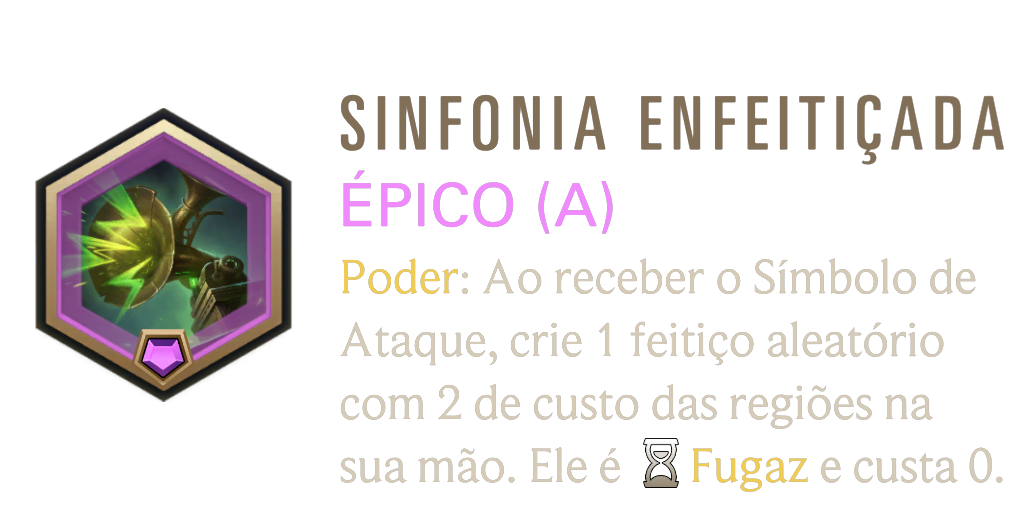 SINFONIA ENFEITIÇADA
ÉPICO (A)
Poder: Ao receber o Símbolo de
Ataque, crie 1 feitiço aleatório
com 2 de custo das regiões na
sua mão. Ele é Fugaz e custa 0.